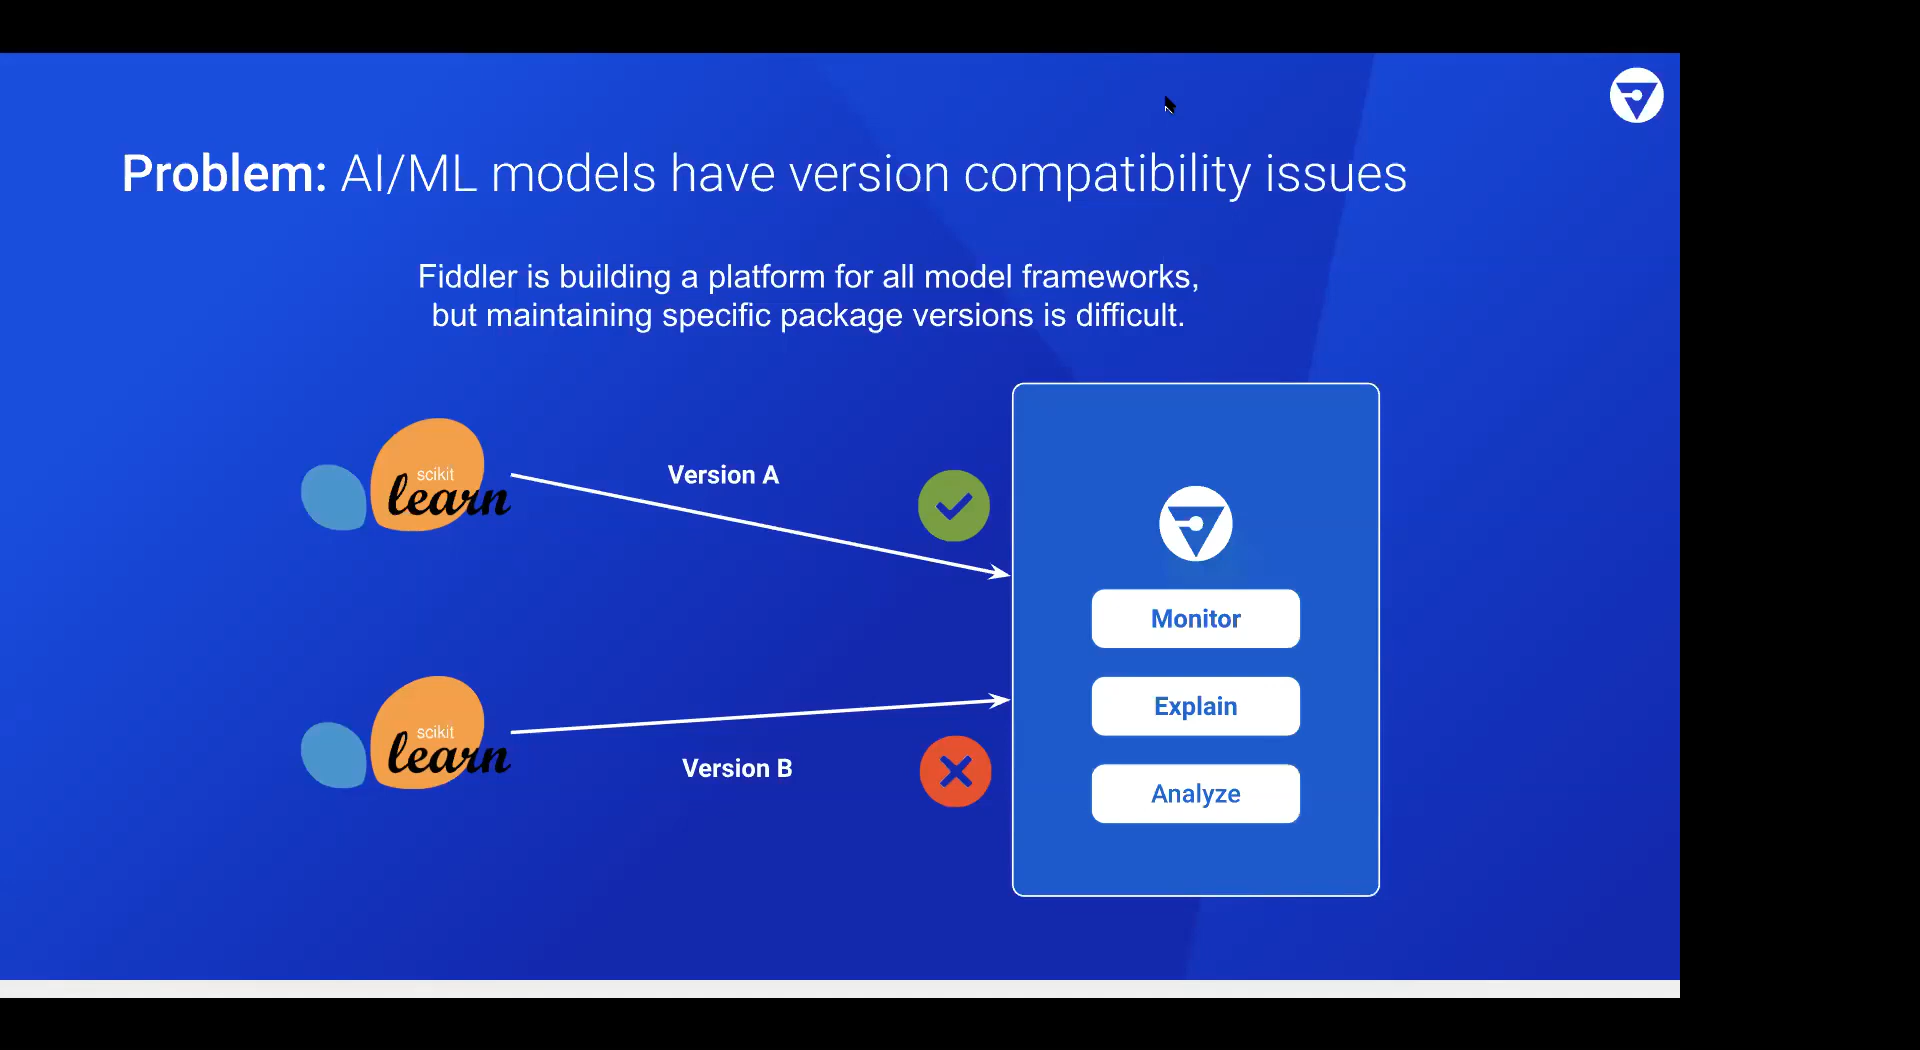 Problem: AI/ML models have version compatibility issues
Fiddler is building a platform for all model frameworks,
but maintaining specific package versions is difficult.
scikit
learn
Version A
Monitor
Explain
Analyze
scikit
learn
Version B